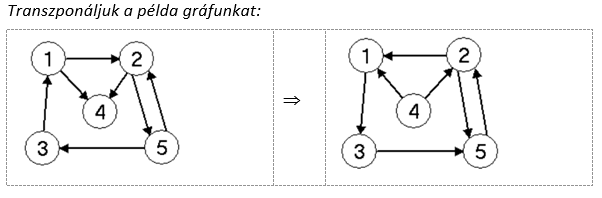 Transzponáljuk a példa gráfunkat:
1 2 ⇒ 1 2
4 4
3 5 3 5